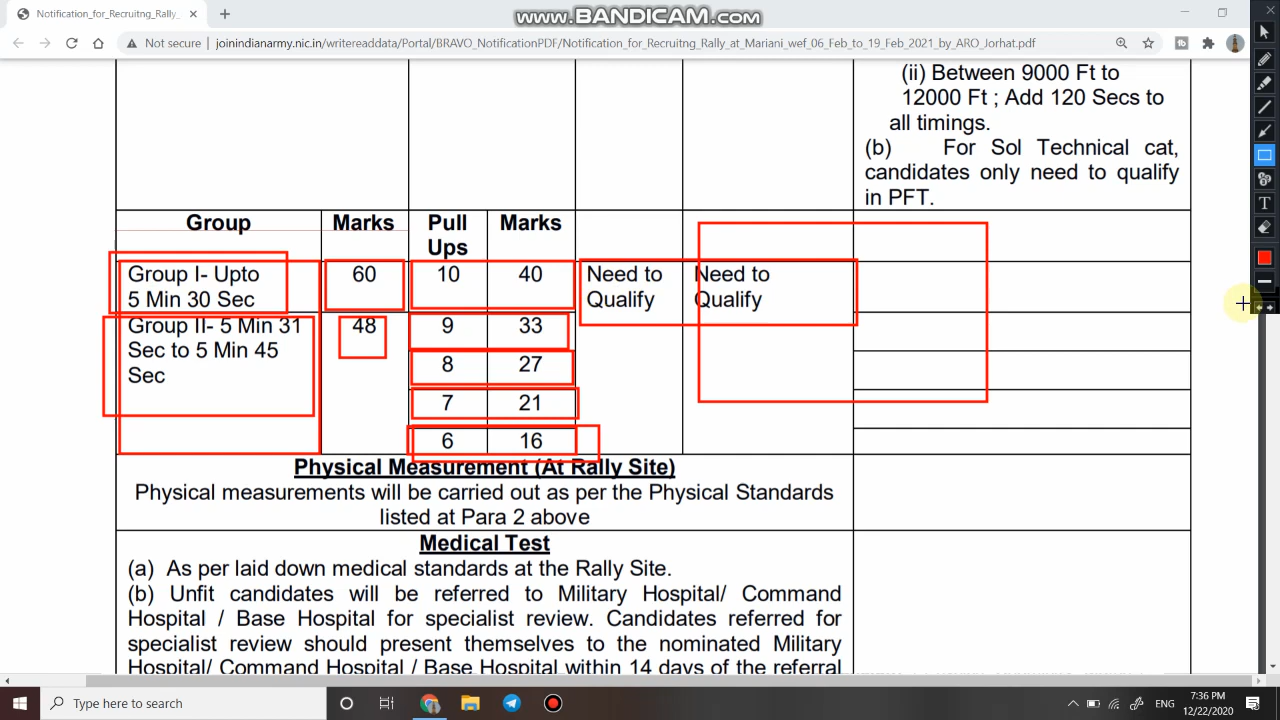 www.BANDICAM.com
Notification_for_Recruitng_Rally_
Not secure | joinindianarmy.nic.in/writereaddata/Portal/BRAVO_NotificationPD
otification_for_Recruitng_Rally_at_Mariani_wef_06_Feb_to_19_Feb_2021_by_ARO_
rhat.pdf
(ii) Between 9000 Ft to
12000 Ft ; Add 120 Secs to
all timings.
(b) For Sol Technical cat,
candidates only need to qualify
in PFT.
Group Marks Pull Ups Marks
Group I- Upto
5 Min 30 Sec
60 10 40
Need to
Qualify
Need to
Qualify
Group II- 5 Min 31
Sec to 5 Min 45
Sec
48 9 33
8 27
7 21
6 16
Physical Measurement (At Rally Site)
Physical measurements will be carried out as per the Physical Standards
listed at Para 2 above
Medical Test
(a) As per laid down medical standards at the Rally Site.
(b) Unfit candidates will be referred to Military Hospital/ Command
Hospital / Base Hospital for specialist review. Candidates referred for
specialist review should present themselves to the nominated Military
Hospital/ Command Hospital / Base Hospital within 14 days of the referral
Type here to search
ENG
7:36 PM
12/22/2020